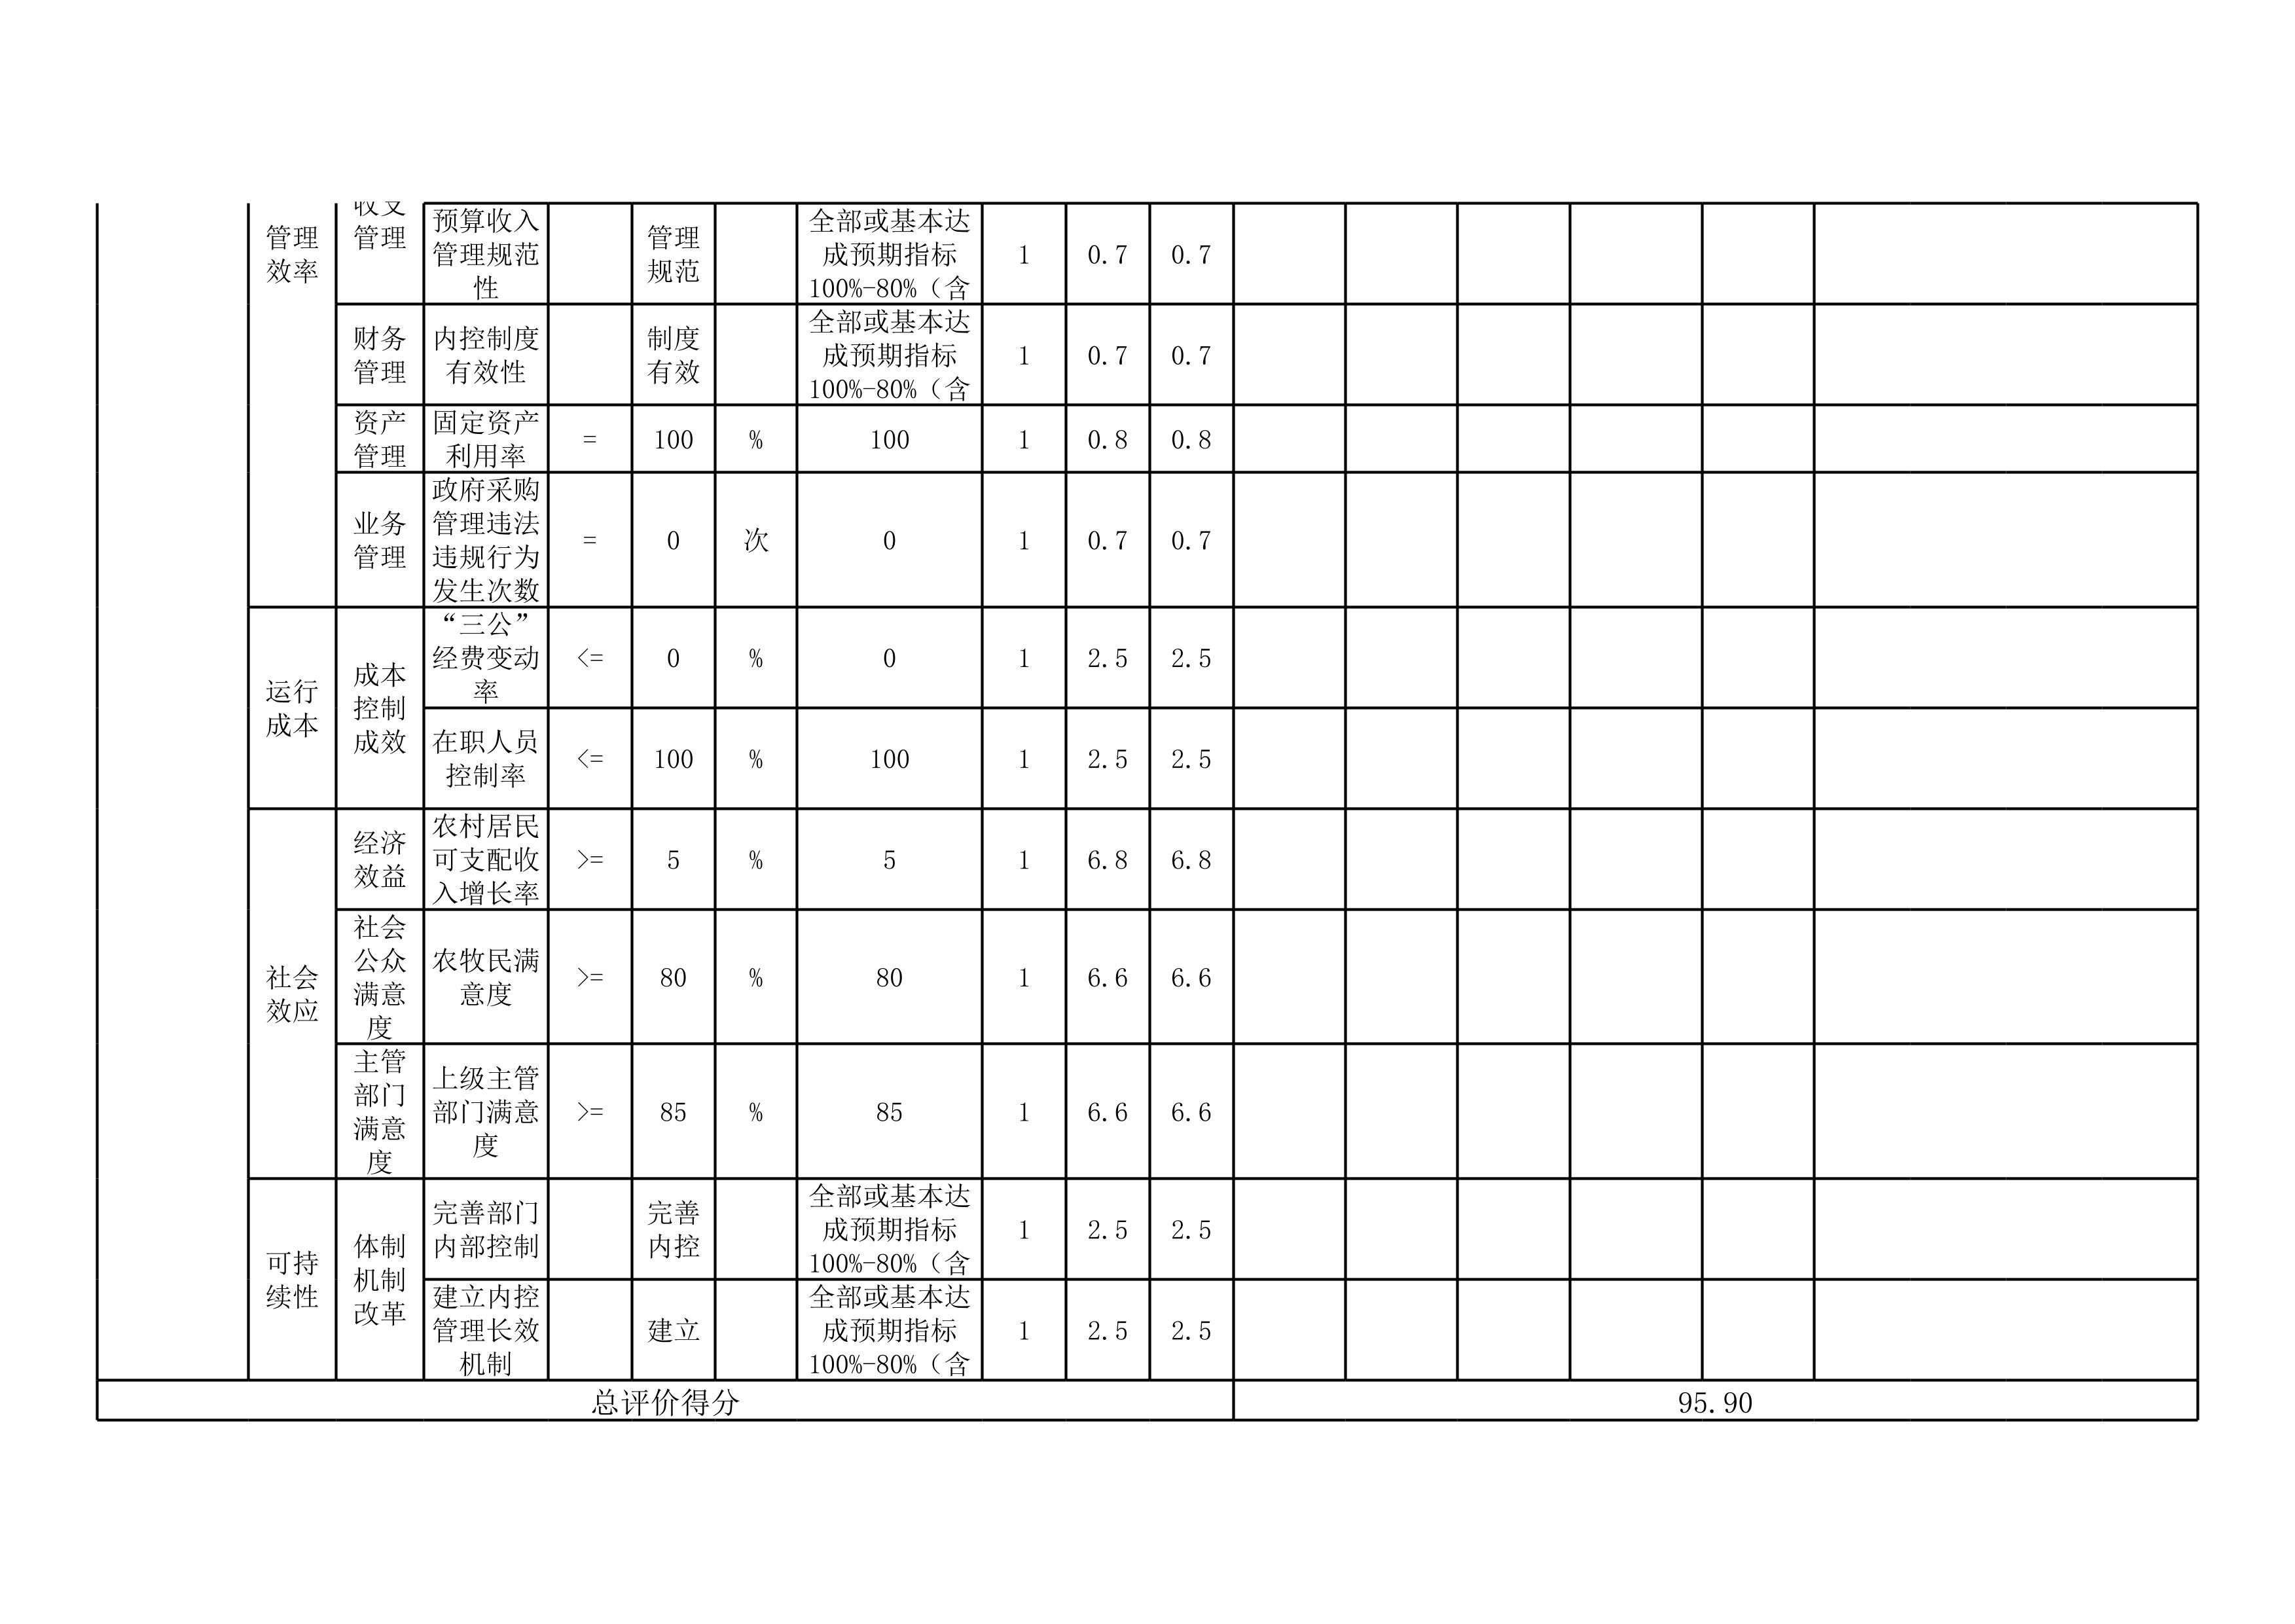 管理
效率
收支
管理
预算收入
管理规范
性
管理
规范
全部或基本达
成预期指标
100%-80%（含
1
0.7
0.7
财务
管理
内控制度
有效性
制度
有效
全部或基本达
成预期指标
100%-80%（含
1
0.7
0.7
资产
管理
固定资产
利用率
=
100
%
100
1
0.8
0.8
业务
管理
政府采购
管理违法
违规行为
发生次数
=
0
次
0
1
0.7
0.7
运行
成本
成本
控制
成效
“三公”
经费变动
率
<=
0
%
0
1
2.5
2.5
在职人员
控制率
<=
100
%
100
1
2.5
2.5
社会
效应
经济
效益
农村居民
可支配收
入增长率
>=
5
%
5
1
6.8
6.8
社会
公众
满意
度
农牧民满
意度
>=
80
%
80
1
6.6
6.6
主管
部门
满意
度
上级主管
部门满意
度
>=
85
%
85
1
6.6
6.6
可持
续性
体制
机制
改革
完善部门
内部控制
完善
内控
全部或基本达
成预期指标
100%-80%（含
1
2.5
2.5
建立内控
管理长效
机制
建立
全部或基本达
成预期指标
100%-80%（含
1
2.5
2.5
总评价得分
95.90